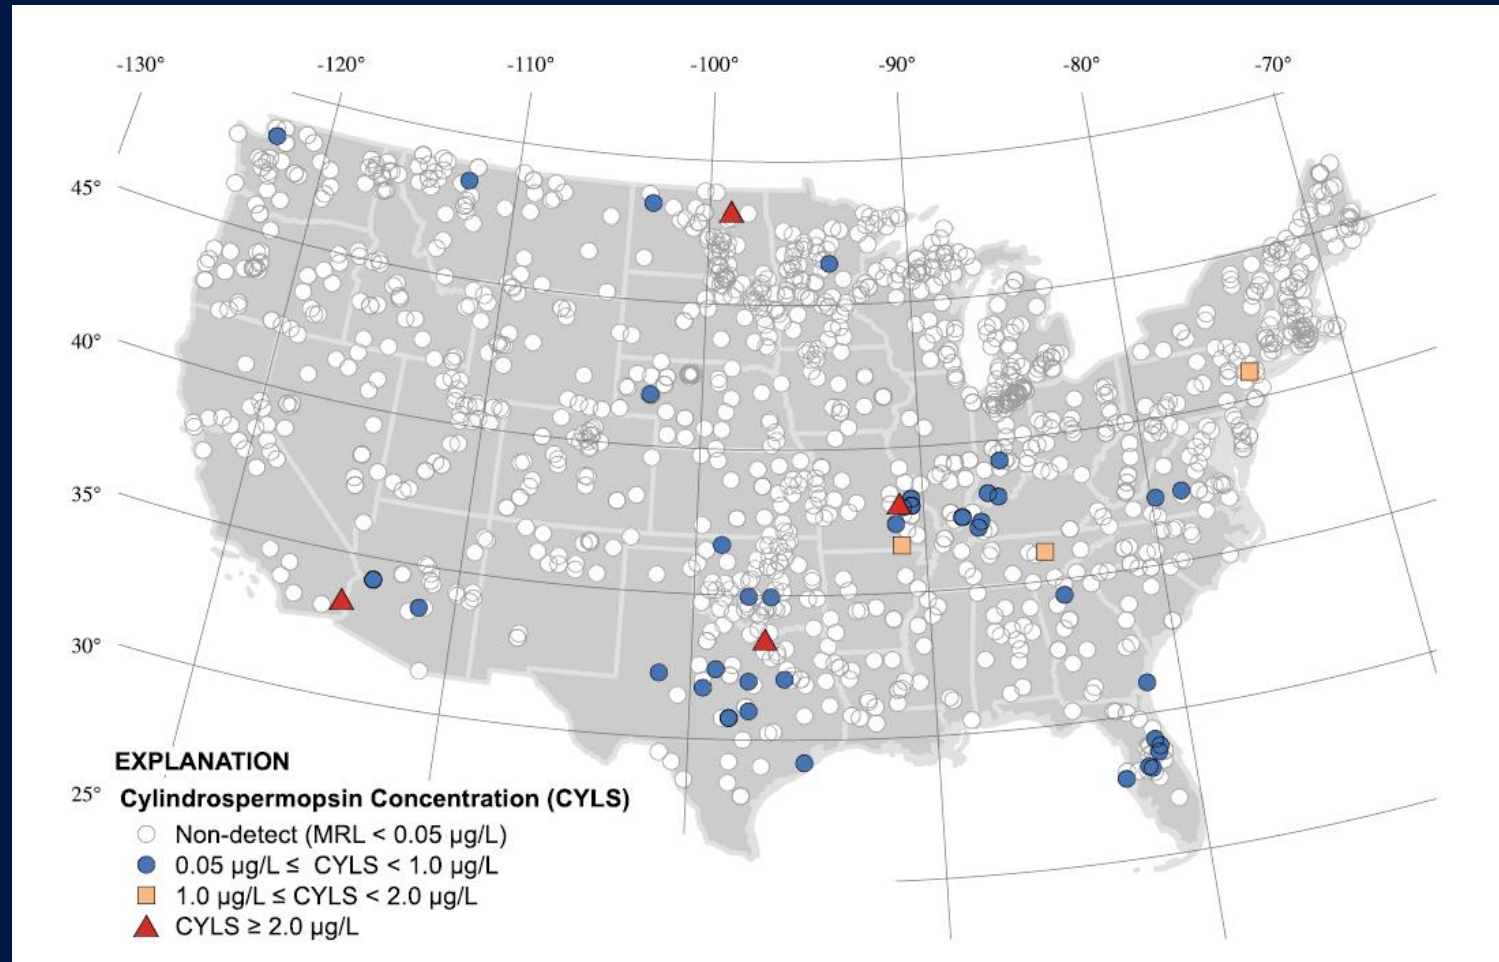 -130°
-120°
-110°
-100°
-90°
-80°
-70°
45°
40°
35°
30°
25°
EXPLANATION
Cylindrospermopsin Concentration (CYLS)
Non-detect (MRL < 0.05 µg/L)
0.05 µg/L ≤ CYLS < 1.0 µg/L
1.0 µg/L ≤ CYLS < 2.0 µg/L
CYLS ≥ 2.0 µg/L